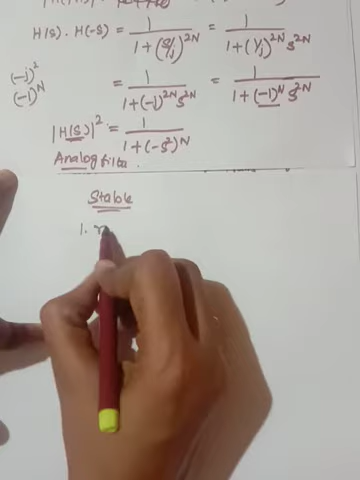 H(s) . H(-s) = 1/(1+(s/j)^2N) = 1/(1+(1/j)^2N s^2N)
(-j)^2
(-1)^N
= 1/(1+(-j)^2N s^2N) = 1/(1+(-1)^N s^2N)
|H(s)|^2 = 1/(1+(-s^2)^N)
Analog filter
Stable
1.